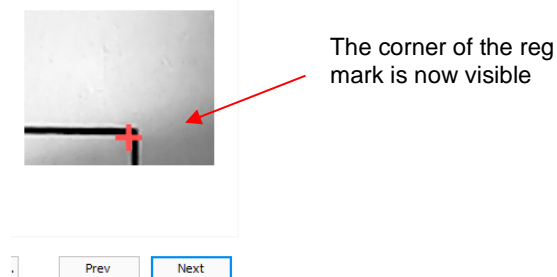 The corner of the reg
mark is now visible
Prev
Next